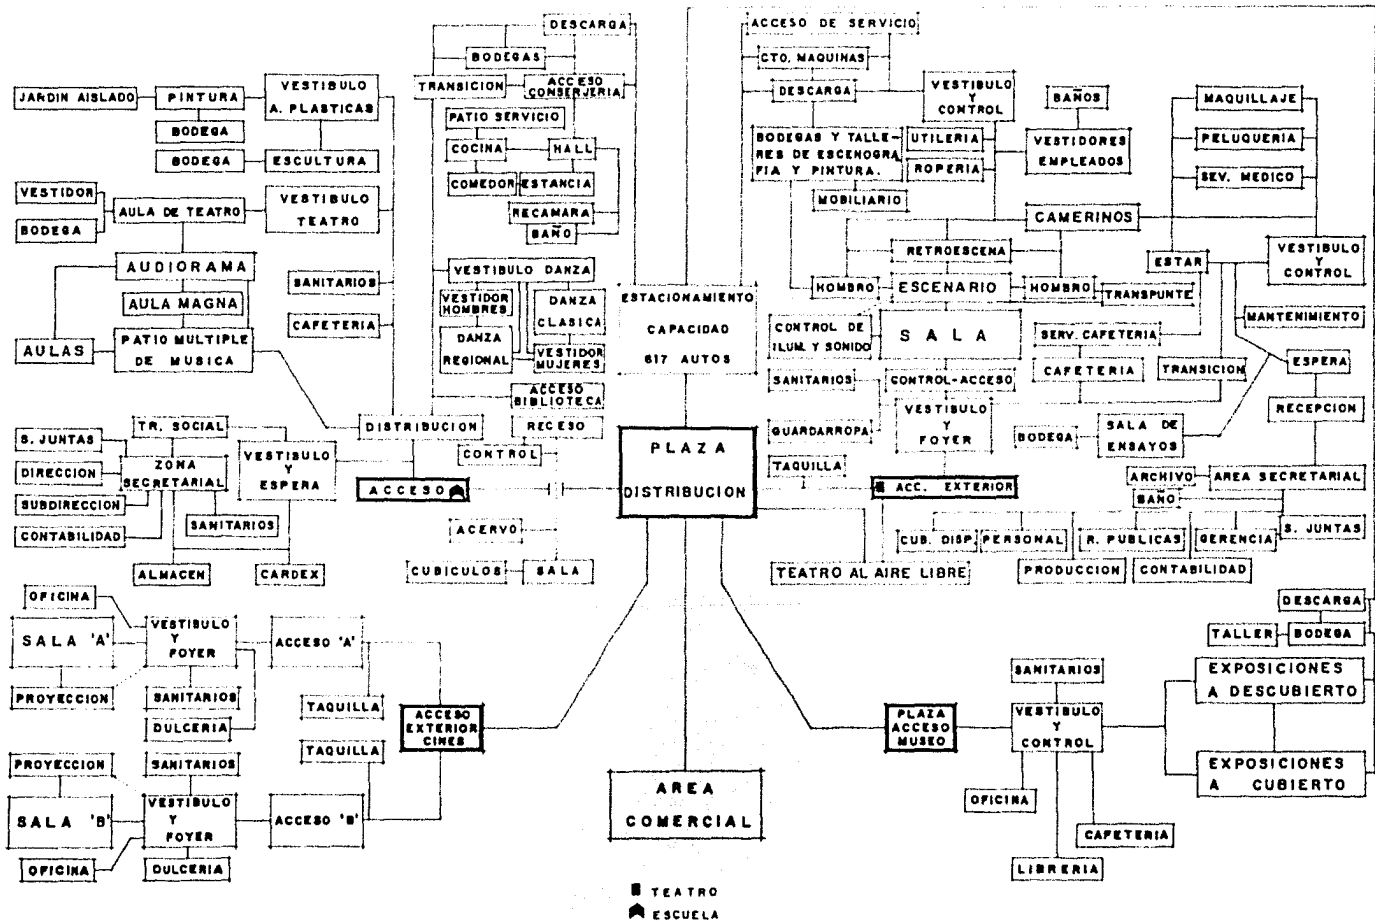 DESCARGA
BODEGAS
TRANSICION
ACCESO
CONSERJERIA
PATIO SERVICIO
COCINA
HALL
COMEDOR
ESTANCIA
RECAMARA
BAÑO
JARDIN AISLADO
PINTURA
VESTIBULO
A. PLASTICAS
BODEGA
BODEGA
ESCULTURA
VESTIDOR
BODEGA
AULA DE TEATRO
VESTIBULO
TEATRO
AUDIORAMA
AULA MAGNA
AULAS
PATIO MULTIPLE
DE MUSICA
SANITARIOS
CAFETERIA
VESTIBULO DANZA
VESTIDOR
HOMBRES
DANZA
CLASICA
DANZA
REGIONAL
VESTIDOR
MUJERES
ACCESO
BIBLIOTECA
DISTRIBUCION
RECESO
CONTROL
ACCESO
ACERVO
CUBICULOS
SALA
S. JUNTAS
TR. SOCIAL
DIRECCION
ZONA
SECRETARIAL
VESTIBULO
Y
ESPERA
SUBDIRECCION
SANITARIOS
CONTABILIDAD
ALMACEN
CARDEX
ESTACIONAMIENTO
CAPACIDAD
617 AUTOS
PLAZA
DISTRIBUCION
ACCESO DE SERVICIO
CTO. MAQUINAS
DESCARGA
VESTIBULO
Y
CONTROL
BAÑOS
BODEGAS Y TALLE-
RES DE ESCENOGRA
FIA Y PINTURA.
UTILERIA
ROPERIA
VESTIDORES
EMPLEADOS
MOBILIARIO
MAQUILLAJE
PELUQUERIA
SEV. MEDICO
CAMERINOS
RETROESCENA
ESTAR
VESTIBULO
Y
CONTROL
HOMBRO
ESCENARIO
HOMBRO
TRANSPUNTE
CONTROL DE
ILUM. Y SONIDO
SALA
MANTENIMIENTO
SERV. CAFETERIA
SANITARIOS
CONTROL-ACCESO
CAFETERIA
TRANSICION
ESPERA
GUARDARROPA
VESTIBULO
Y
FOYER
BODEGA
SALA DE
ENSAYOS
RECEPCION
TAQUILLA
ACC. EXTERIOR
ARCHIVO
AREA SECRETARIAL
BAÑO
CUB. DISP.
PERSONAL
R. PUBLICAS
GERENCIA
S. JUNTAS
TEATRO AL AIRE LIBRE
PRODUCCION
CONTABILIDAD
OFICINA
SALA 'A'
VESTIBULO
Y
FOYER
ACCESO 'A'
PROYECCION
SANITARIOS
DULCERIA
TAQUILLA
TAQUILLA
ACCESO
EXTERIOR
CINES
PROYECCION
SANITARIOS
SALA 'B'
VESTIBULO
Y
FOYER
ACCESO 'B'
OFICINA
DULCERIA
AREA
COMERCIAL
PLAZA
ACCESO
MUSEO
SANITARIOS
VESTIBULO
Y
CONTROL
OFICINA
CAFETERIA
LIBRERIA
DESCARGA
TALLER
BODEGA
EXPOSICIONES
A DESCUBIERTO
EXPOSICIONES
A CUBIERTO
TEATRO
ESCUELA